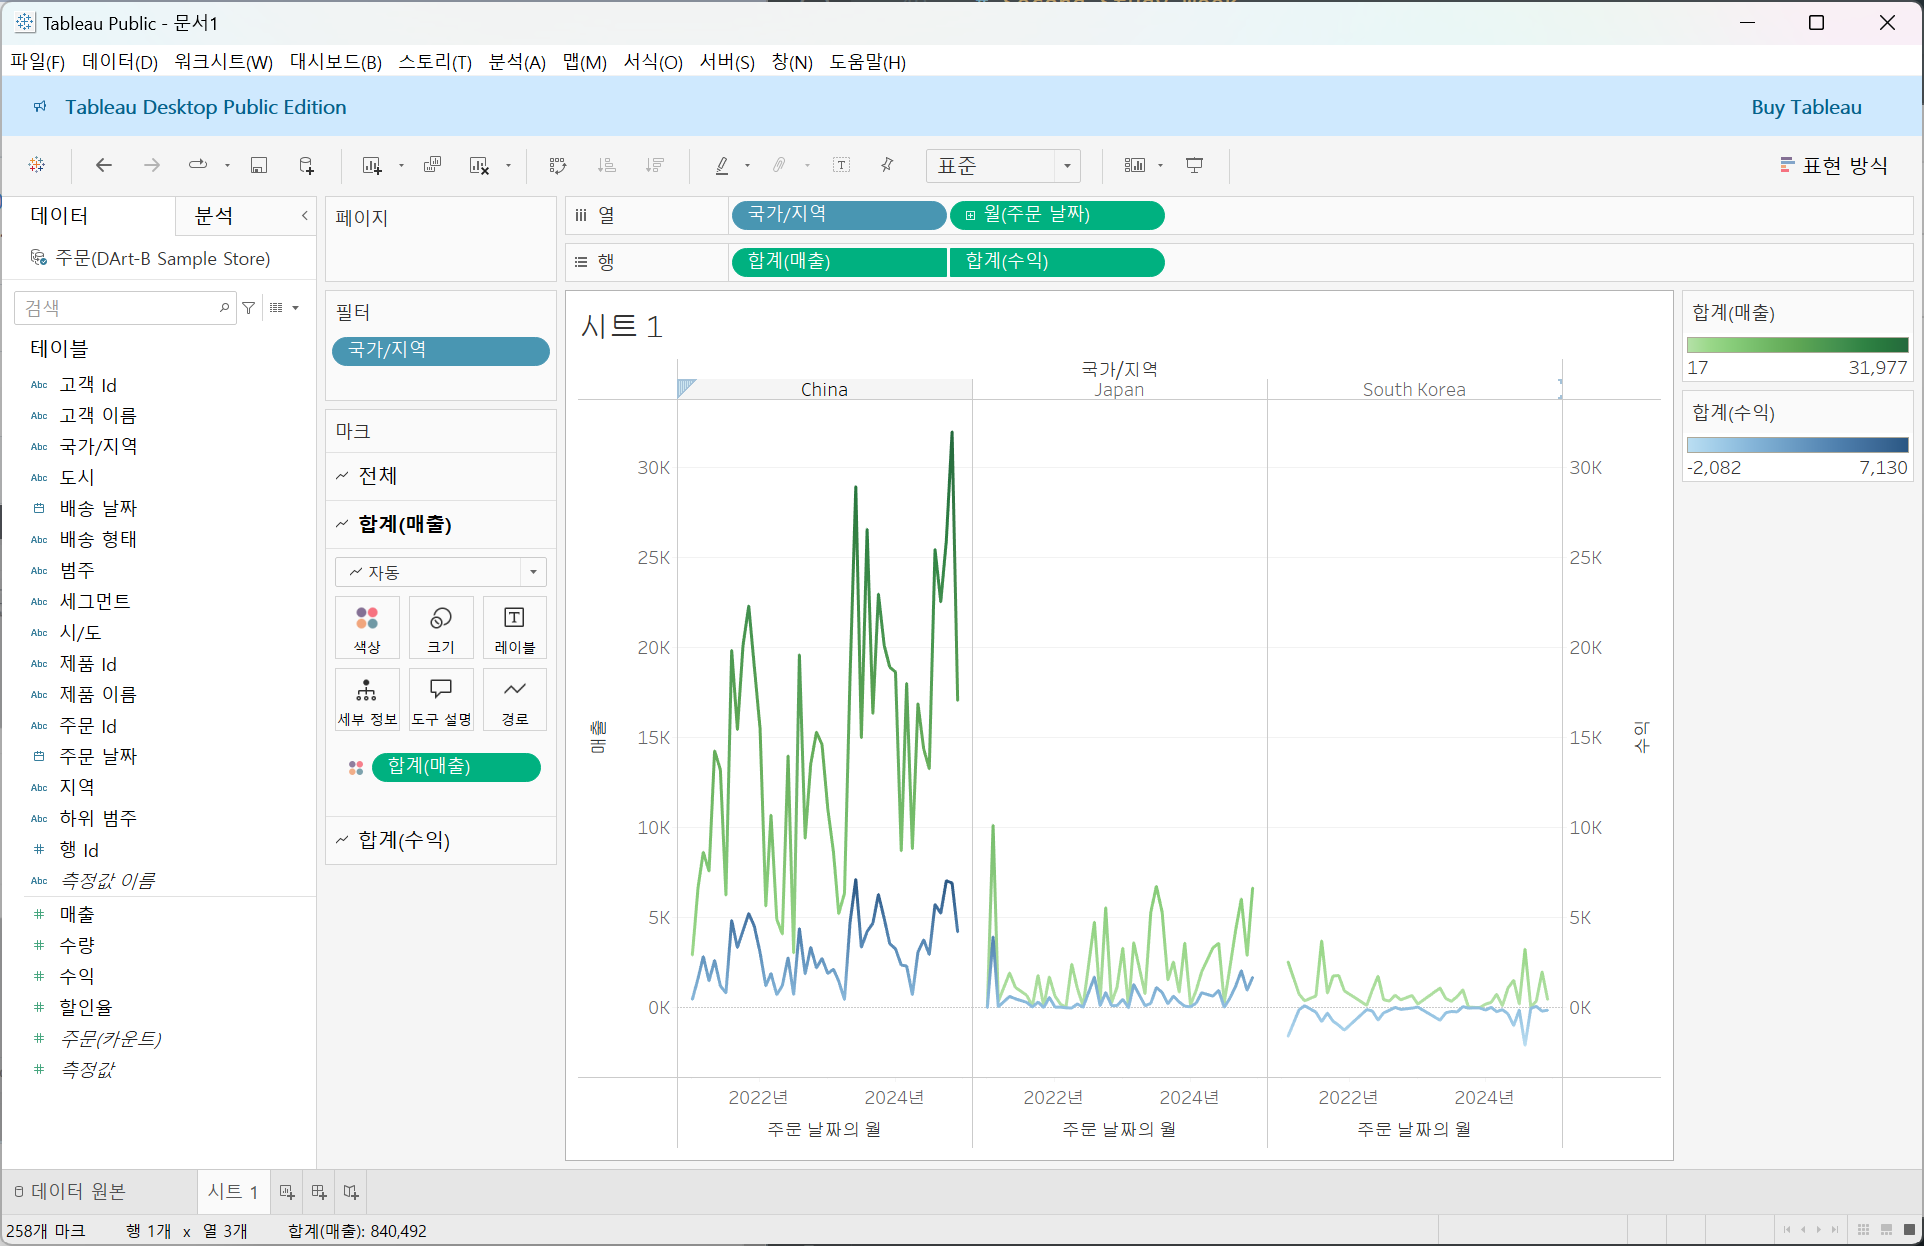 Tableau Public - 문서1
파일(F) 데이터(D) 워크시트(W) 대시보드(B) 스토리(T) 분석(A) 맵(M) 서식(O) 서버(S) 창(N) 도움말(H)
Tableau Desktop Public Edition
Buy Tableau
표준
표현 방식
데이터
분석
주문(DArt-B Sample Store)
검색
테이블
Abc 고객 Id
Abc 고객 이름
Abc 국가/지역
Abc 도시
배송 날짜
Abc 배송 형태
Abc 범주
Abc 세그먼트
Abc 시/도
Abc 제품 Id
Abc 제품 이름
Abc 주문 Id
주문 날짜
Abc 지역
Abc 하위 범주
# 행 Id
Abc 측정값 이름
# 매출
# 수량
# 수익
# 할인율
# 주문(카운트)
# 측정값
페이지
필터
국가/지역
마크
전체
합계(매출)
자동
색상
크기
레이블
세부 정보
도구 설명
경로
합계(매출)
합계(수익)
열
국가/지역
월(주문 날짜)
행
합계(매출)
합계(수익)
시트 1
국가/지역
China
Japan
South Korea
매출
30K
25K
20K
15K
10K
5K
0K
30K
25K
20K
15K
10K
5K
0K
수익
2022년 2024년
2022년 2024년
2022년 2024년
주문 날짜의 월
주문 날짜의 월
주문 날짜의 월
합계(매출)
17 31,977
합계(수익)
-2,082 7,130
데이터 원본
시트 1
258개 마크 행 1개 x 열 3개 합계(매출): 840,492